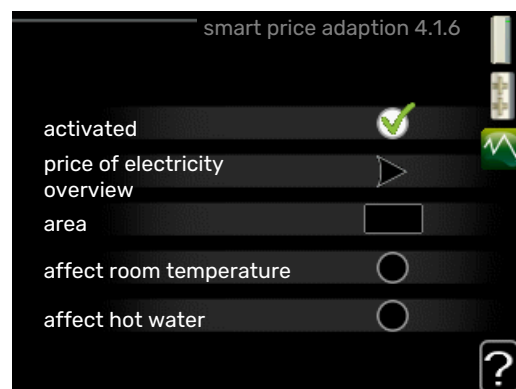 smart price adaption 4.1.6
activated
price of electricity
overview
area
affect room temperature
affect hot water
?